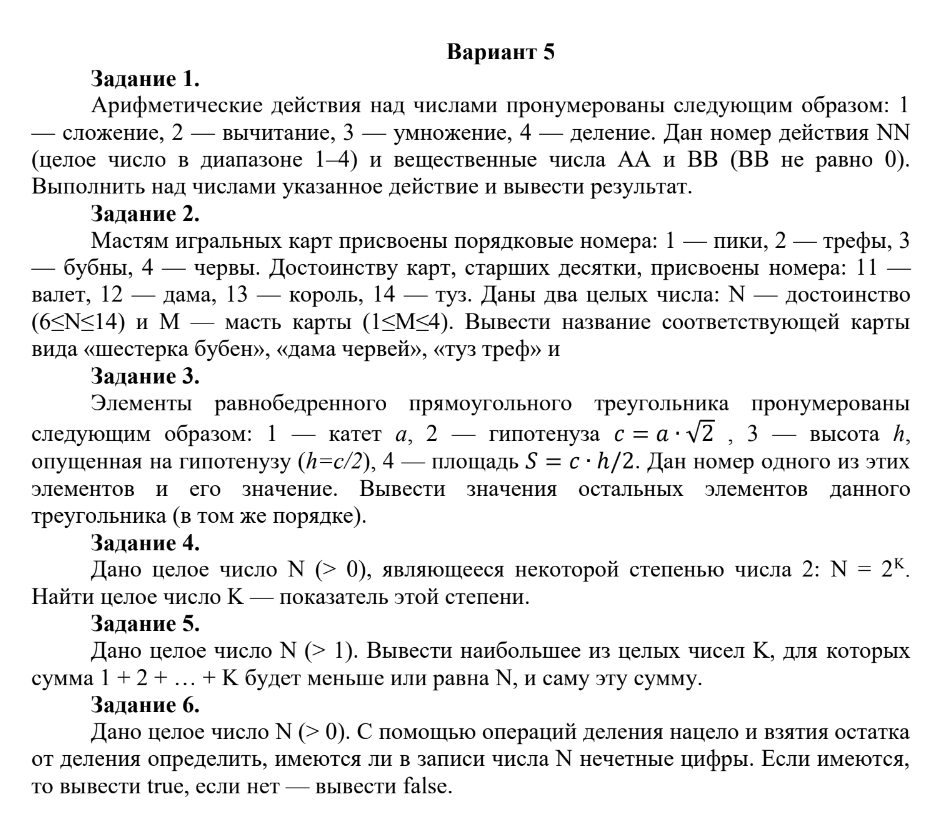 Вариант 5
Задание 1.
Арифметические действия над числами пронумерованы следующим образом: 1
— сложение, 2 — вычитание, 3 — умножение, 4 — деление. Дан номер действия NN
(целое число в диапазоне 1–4) и вещественные числа AA и BB (BB не равно 0).
Выполнить над числами указанное действие и вывести результат.
Задание 2.
Мастям игральных карт присвоены порядковые номера: 1 — пики, 2 — трефы, 3
— бубны, 4 — червы. Достоинству карт, старших десятки, присвоены номера: 11 —
валет, 12 — дама, 13 — король, 14 — туз. Даны два целых числа: N — достоинство
(6≤N≤14) и M — масть карты (1≤M≤4). Вывести название соответствующей карты
вида «шестерка бубен», «дама червей», «туз треф» и
Задание 3.
Элементы равнобедренного прямоугольного треугольника пронумерованы
следующим образом: 1 — катет a, 2 — гипотенуза c = a · √2 , 3 — высота h,
опущенная на гипотенузу (h=c/2), 4 — площадь S = c · h/2. Дан номер одного из этих
элементов и его значение. Вывести значения остальных элементов данного
треугольника (в том же порядке).
Задание 4.
Дано целое число N (> 0), являющееся некоторой степенью числа 2: N = 2ᴷ.
Найти целое число K — показатель этой степени.
Задание 5.
Дано целое число N (> 1). Вывести наибольшее из целых чисел K, для которых
сумма 1 + 2 + … + K будет меньше или равна N, и саму эту сумму.
Задание 6.
Дано целое число N (> 0). С помощью операций деления нацело и взятия остатка
от деления определить, имеются ли в записи числа N нечетные цифры. Если имеются,
то вывести true, если нет — вывести false.